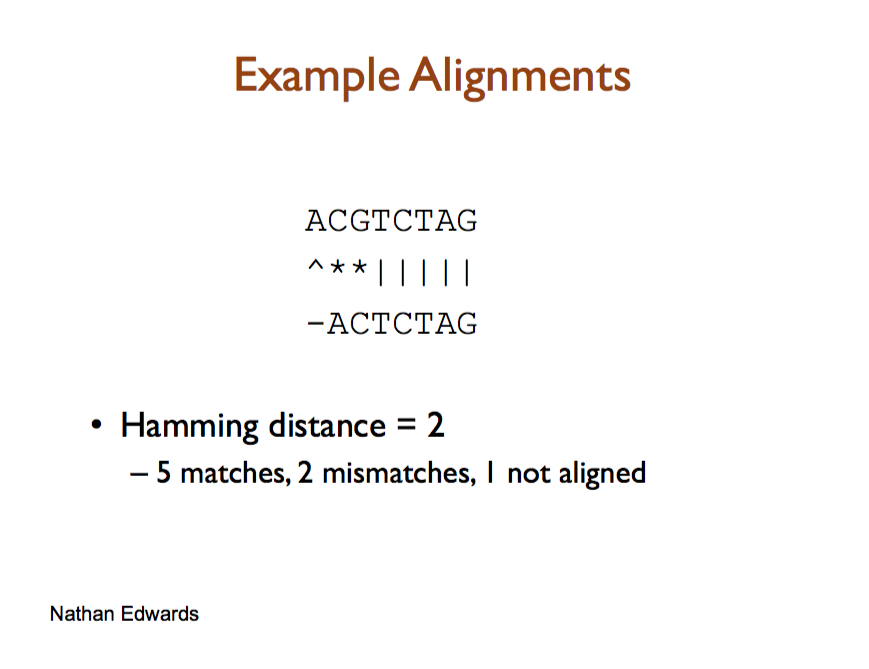 Example Alignments
ACGTCTAG
^**|||||
-ACTCTAG
• Hamming distance = 2
– 5 matches, 2 mismatches, 1 not aligned
Nathan Edwards